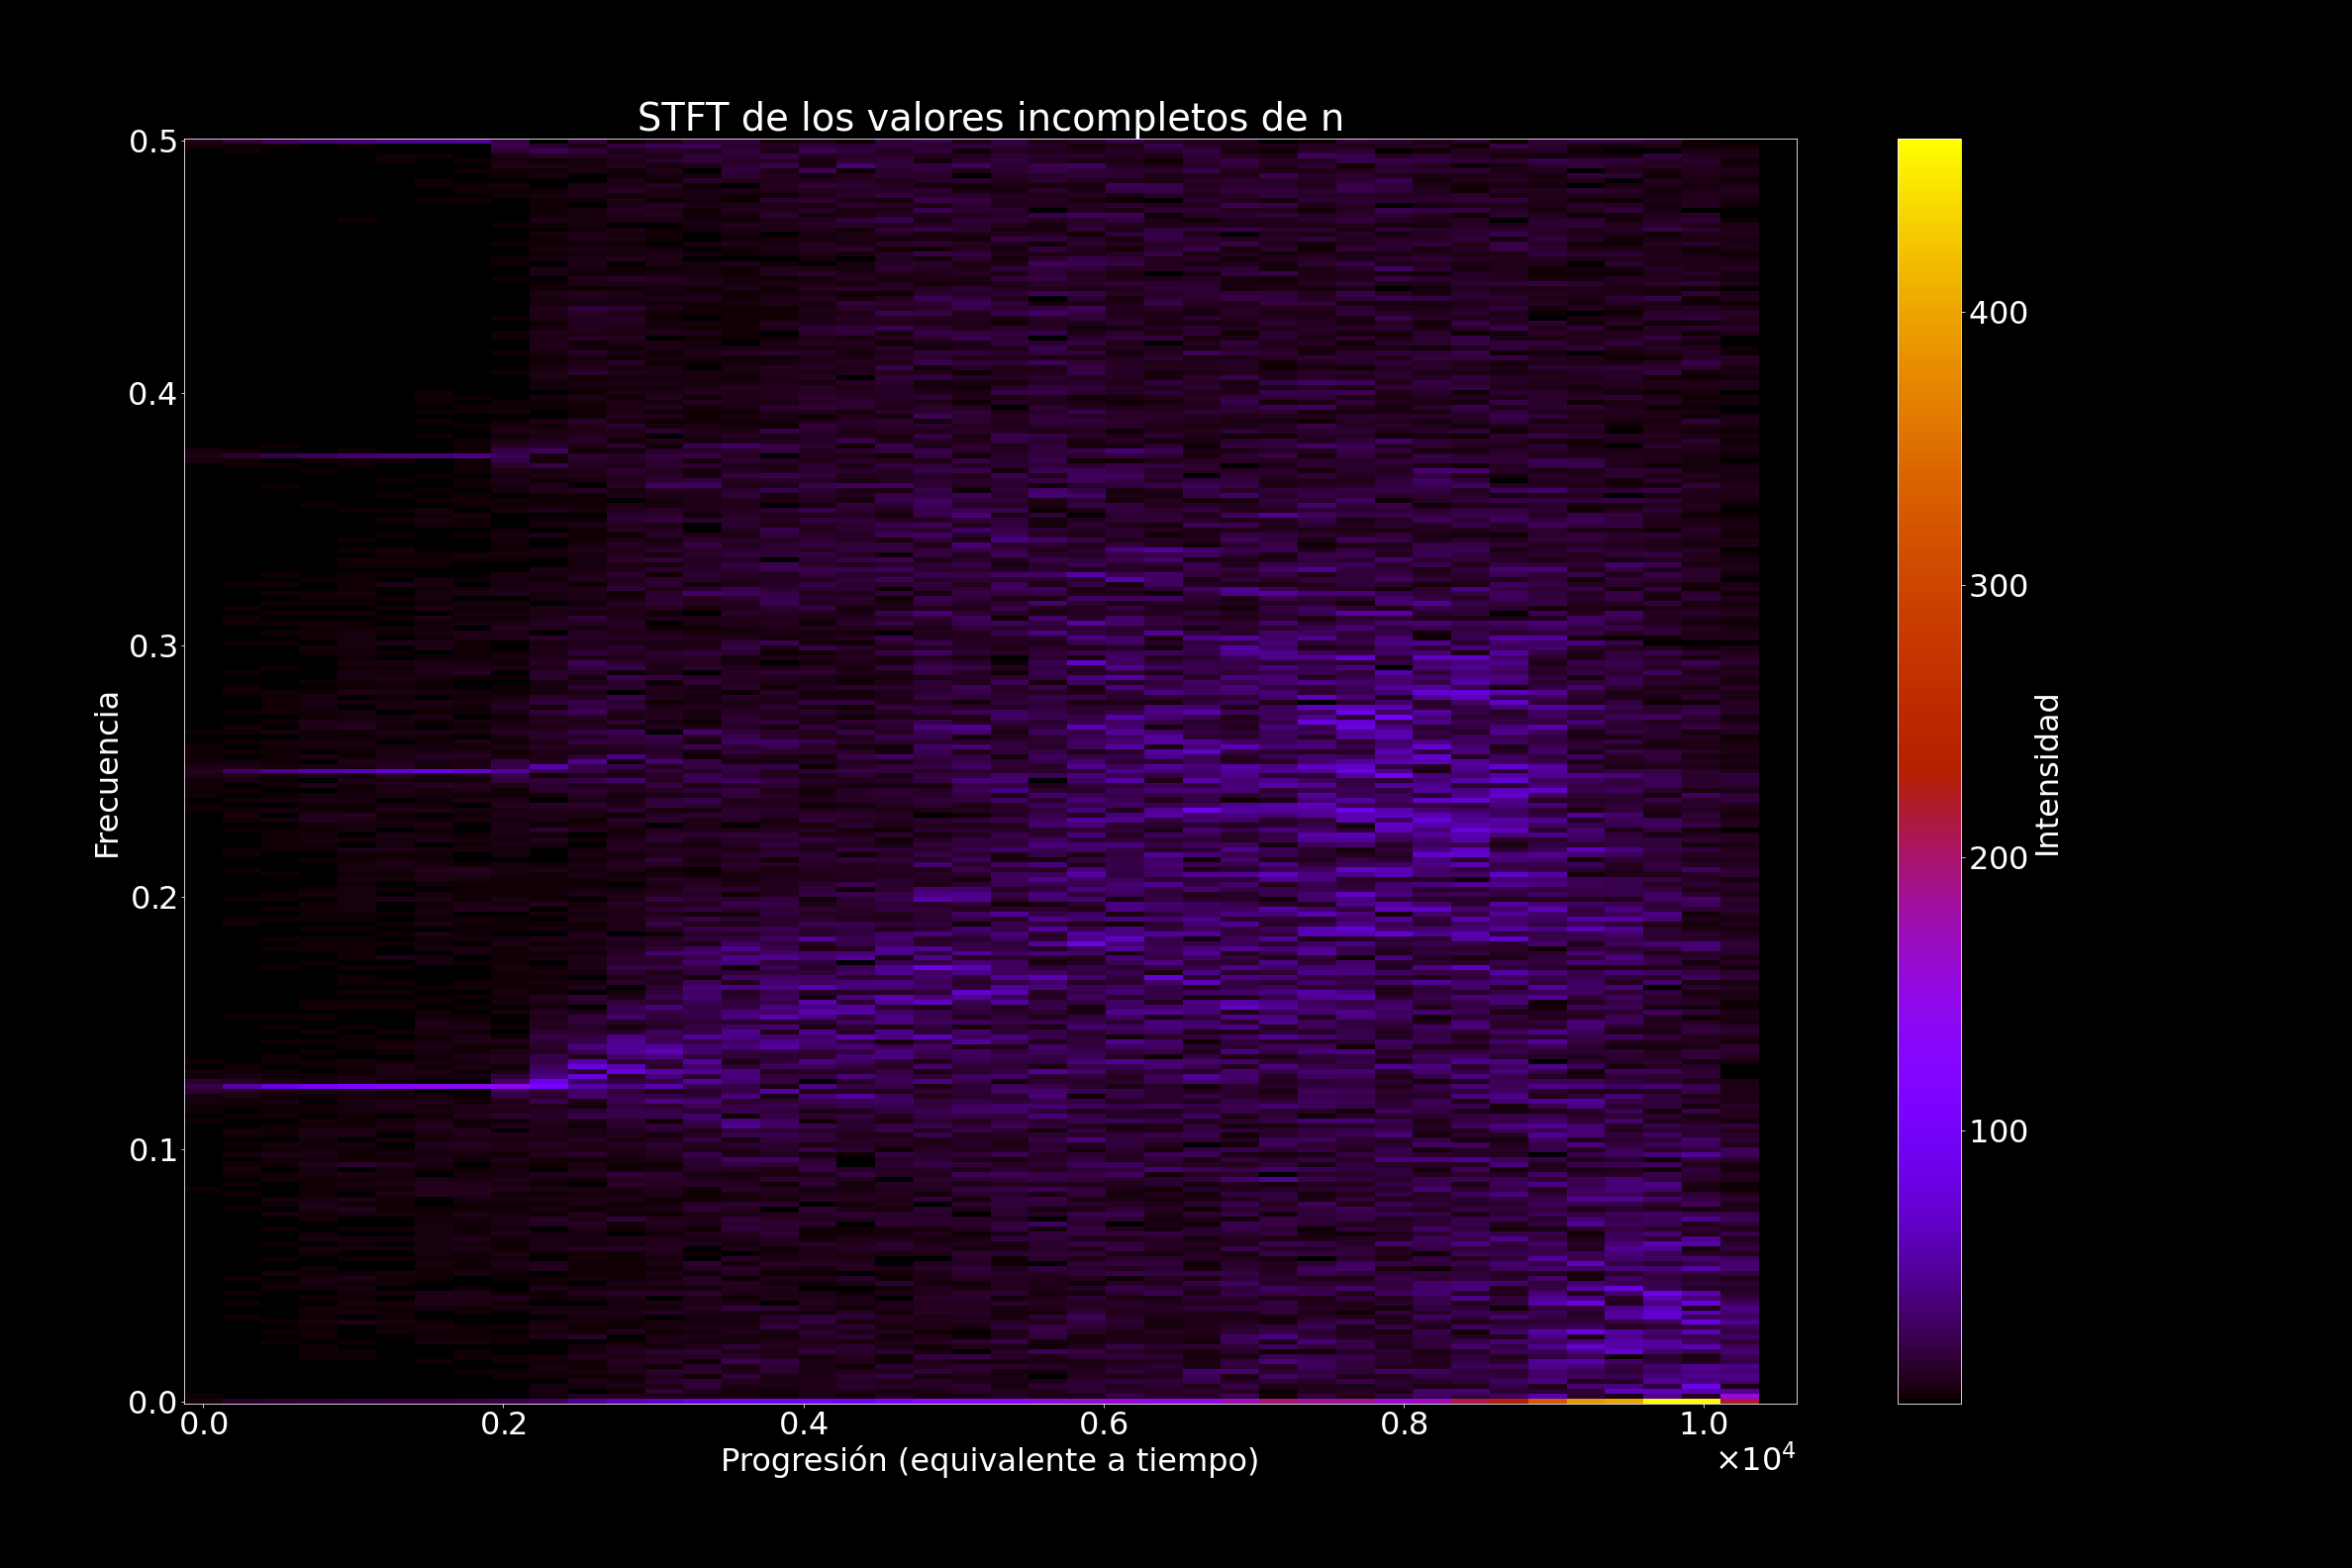 STFT de los valores incompletos de n
0.5
0.4
0.3
0.2
0.1
0.0
Frecuencia
0.0 0.2 0.4 0.6 0.8 1.0
×10⁴
Progresión (equivalente a tiempo)
400
300
200
100
Intensidad